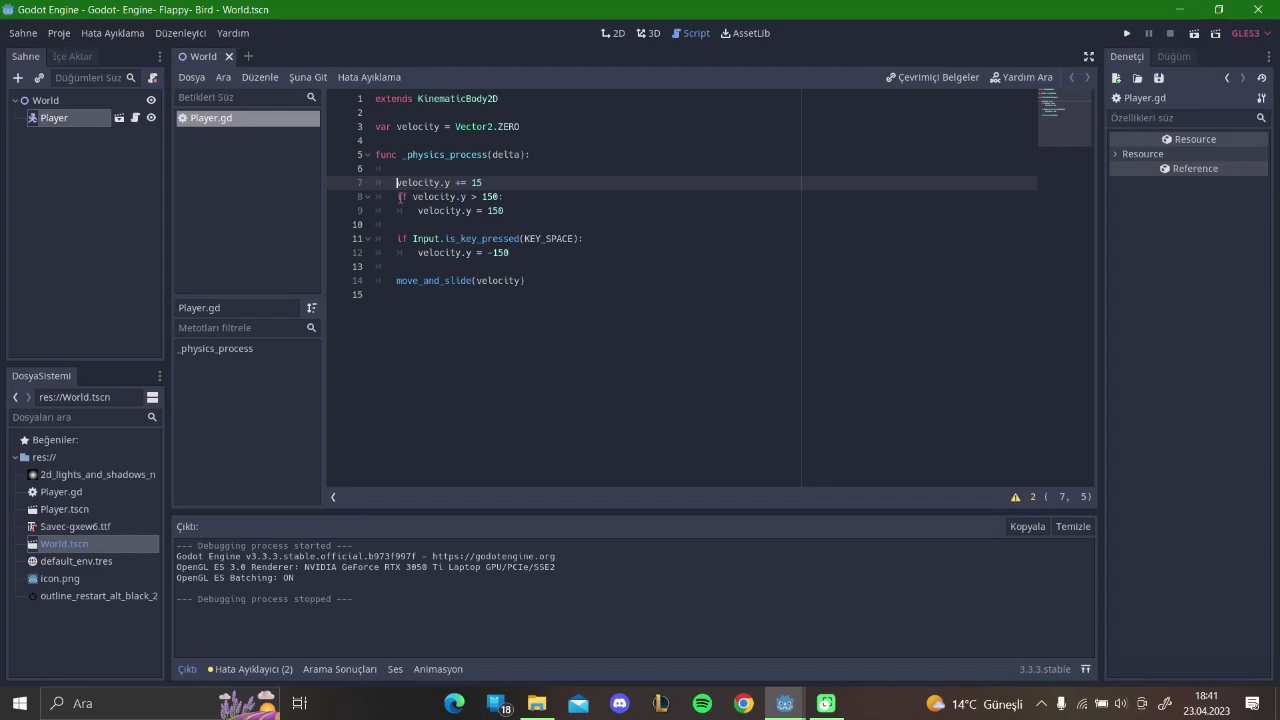 Godot Engine - Godot- Engine- Flappy- Bird - World.tscn
Sahne Proje Hata Ayıklama Düzenleyici Yardım
2D 3D Script AssetLib
GLES3
Sahne İçe Aktar
Düğümleri Süz
World
Player
DosyaSistemi
res://World.tscn
Dosyaları ara
Beğeniler:
res://
2d_lights_and_shadows_n
Player.gd
Player.tscn
Savec-gxew6.ttf
World.tscn
default_env.tres
icon.png
outline_restart_alt_black_2
World
Dosya Ara Düzenle Şuna Git Hata Ayıklama
Çevrimiçi Belgeler Yardım Ara
Betikleri Süz
Player.gd
Player.gd
Metotları filtrele
_physics_process
1 extends KinematicBody2D
2
3 var velocity = Vector2.ZERO
4
5 func _physics_process(delta):
6
7 velocity.y += 15
8 if velocity.y > 150:
9 velocity.y = 150
10
11 if Input.is_key_pressed(KEY_SPACE):
12 velocity.y = -150
13
14 move_and_slide(velocity)
15
2 ( 7, 5)
Çıktı:
Kopyala Temizle
--- Debugging process started ---
Godot Engine v3.3.3.stable.official.b973f997f - https://godotengine.org
OpenGL ES 3.0 Renderer: NVIDIA GeForce RTX 3050 Ti Laptop GPU/PCIe/SSE2
OpenGL ES Batching: ON
--- Debugging process stopped ---
Çıktı Hata Ayıklayıcı (2) Arama Sonuçları Ses Animasyon
3.3.3.stable
Denetçi Düğüm
Player.gd
Özellikleri süz
Resource
Resource
Reference
Ara
18
14°C Güneşli
18:41
23.04.2023